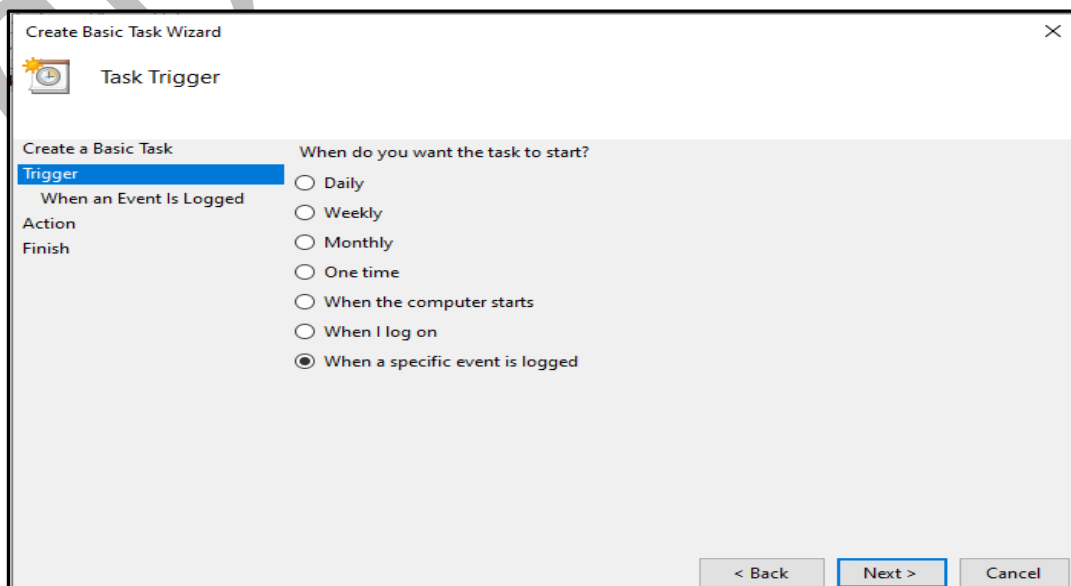 Create Basic Task Wizard
Task Trigger
Create a Basic Task
Trigger
When an Event Is Logged
Action
Finish
When do you want the task to start?
Daily
Weekly
Monthly
One time
When the computer starts
When I log on
When a specific event is logged
< Back
Next >
Cancel